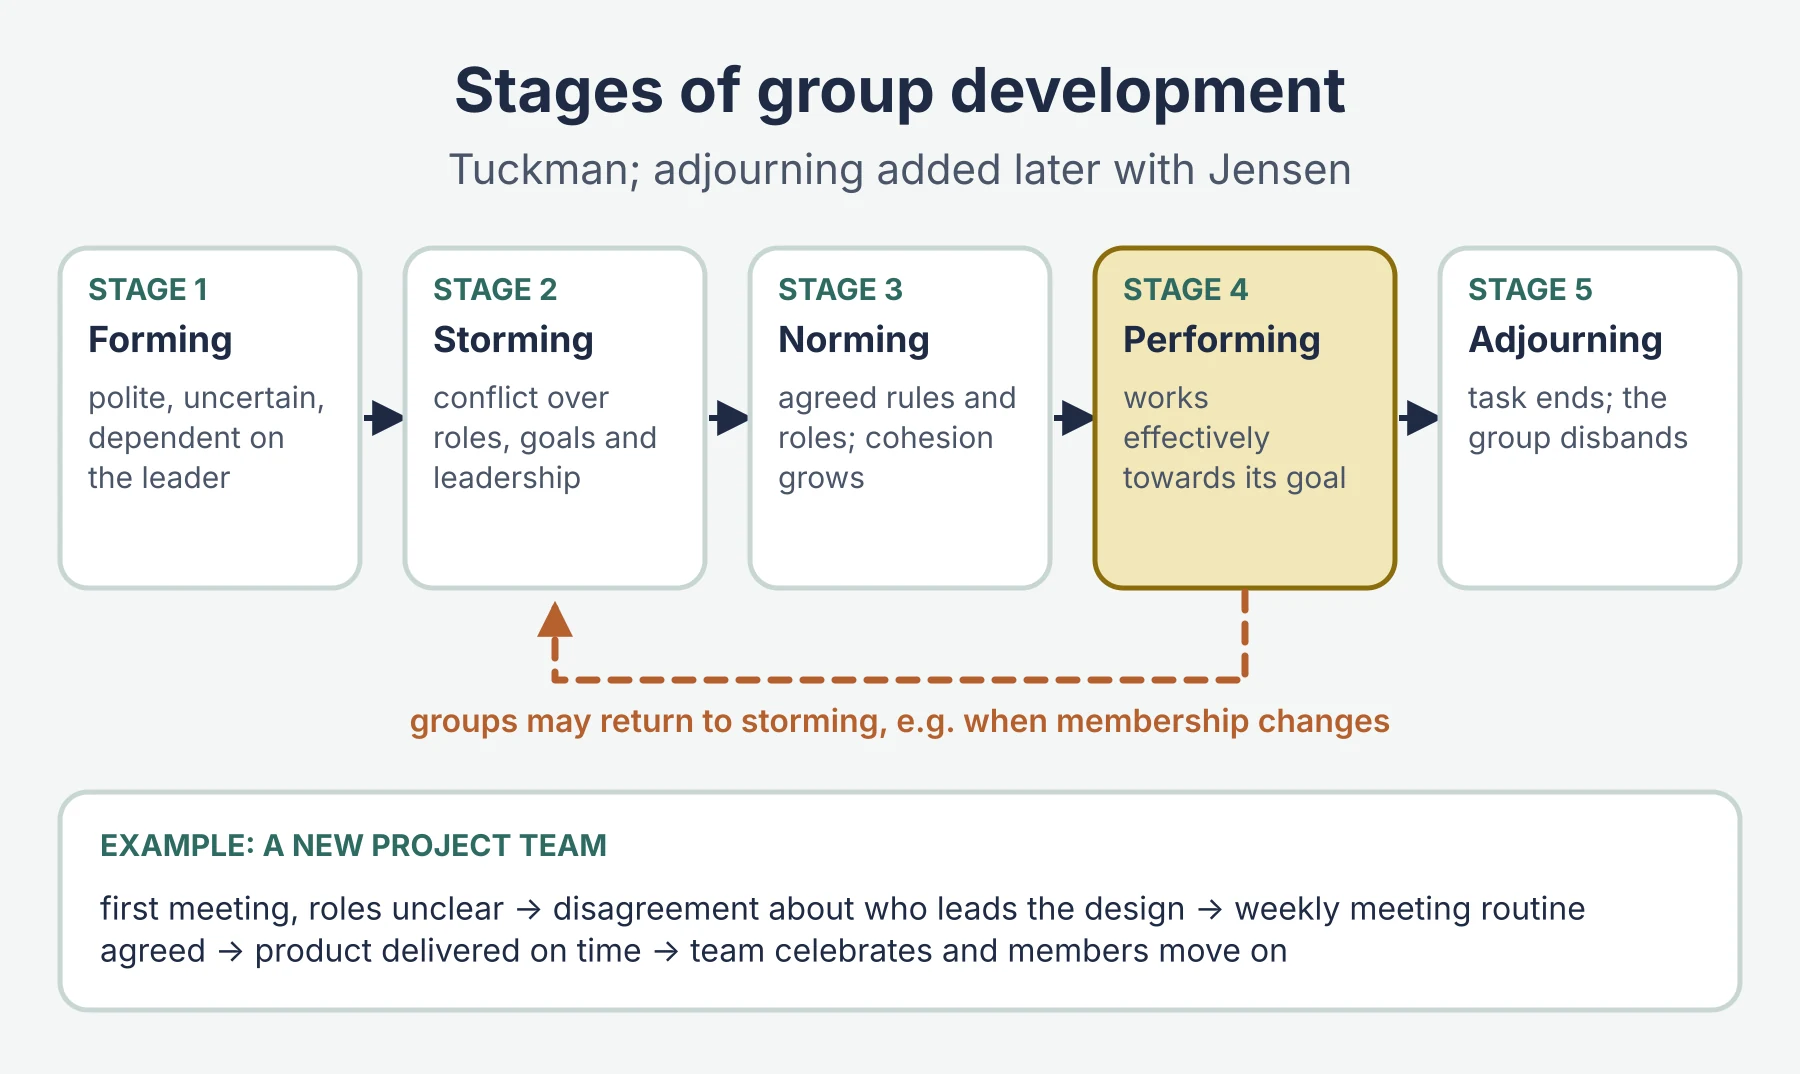 Stages of group development
Tuckman; adjourning added later with Jensen
STAGE 1
Forming
polite, uncertain,
dependent on
the leader
STAGE 2
Storming
conflict over
roles, goals and
leadership
STAGE 3
Norming
agreed rules and
roles; cohesion
grows
STAGE 4
Performing
works
effectively
towards its goal
STAGE 5
Adjourning
task ends; the
group disbands
groups may return to storming, e.g. when membership changes
EXAMPLE: A NEW PROJECT TEAM
first meeting, roles unclear → disagreement about who leads the design → weekly meeting routine
agreed → product delivered on time → team celebrates and members move on